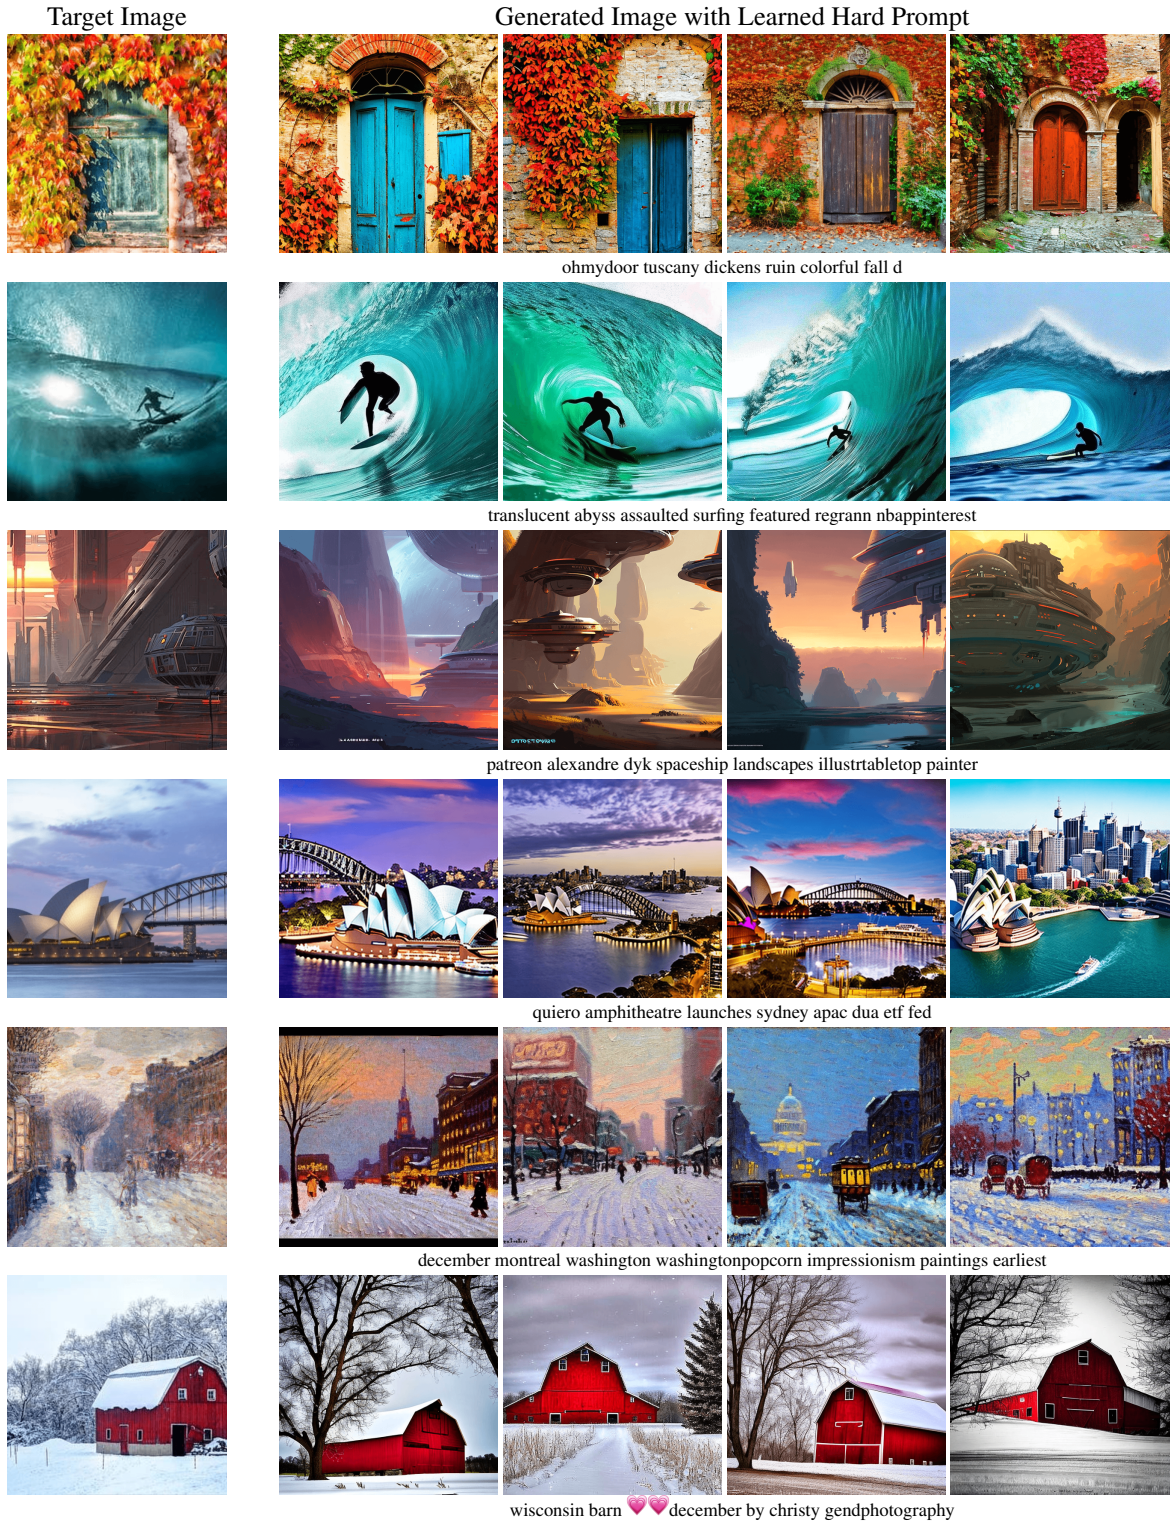 Target Image
Generated Image with Learned Hard Prompt
ohmydoor tuscany dickens ruin colorful fall d
translucent abyss assaulted surfing featured regrann nbappinterest
patreon alexandre dyk spaceship landscapes illustrtabletop painter
quiero amphitheatre launches sydney apac dua etf fed
december montreal washington washingtonpopcorn impressionism paintings earliest
wisconsin barn 💗💗december by christy gendphotography